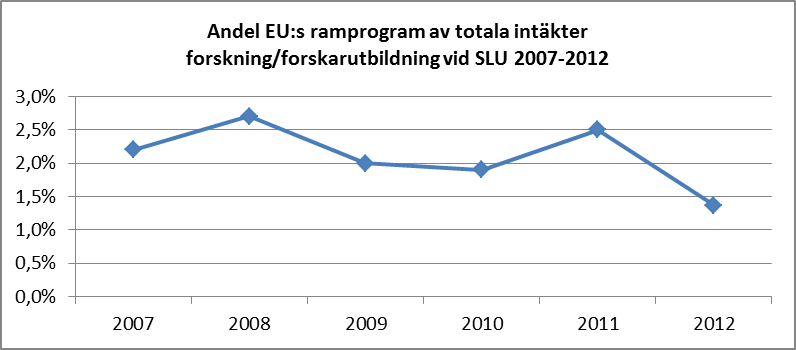 Andel EU:s ramprogram av totala intäkter
forskning/forskarutbildning vid SLU 2007-2012
3,0%
2,5%
2,0%
1,5%
1,0%
0,5%
0,0%
2007 2008 2009 2010 2011 2012